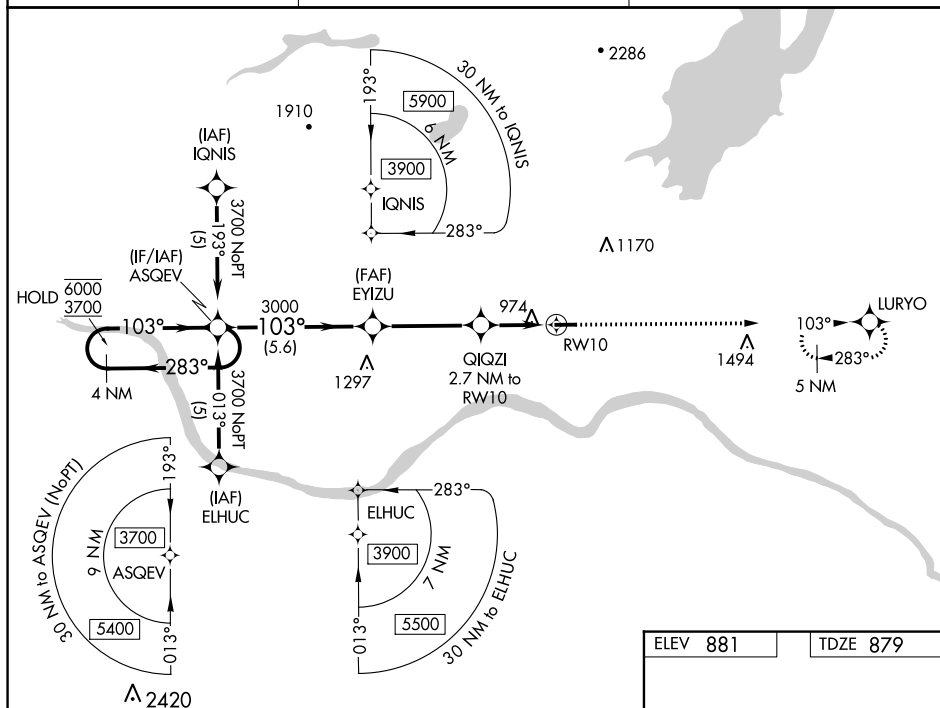 2286
30 NM to IQNIS
193°
5900
6 NM
1910
(IAF)
IQNIS
3900
IQNIS
283°
3700 NoPT
193°
(5)
1170
(IF/IAF)
ASQEV
(FAF)
EYIZU
HOLD
6000
3700
103°
3000
103°
(5.6)
974
LURYO
103°
283°
4 NM
1297
QIQZI
2.7 NM to
RW10
RW10
1494
283°
5 NM
3700 NoPT
013°
(5)
(IAF)
ELHUC
30 NM to ASQEV (NoPT)
193°
9 NM
3700
ASQEV
5400
013°
283°
ELHUC
3900
7 NM
5500
30 NM to ELHUC
013°
2420
ELEV 881
TDZE 879